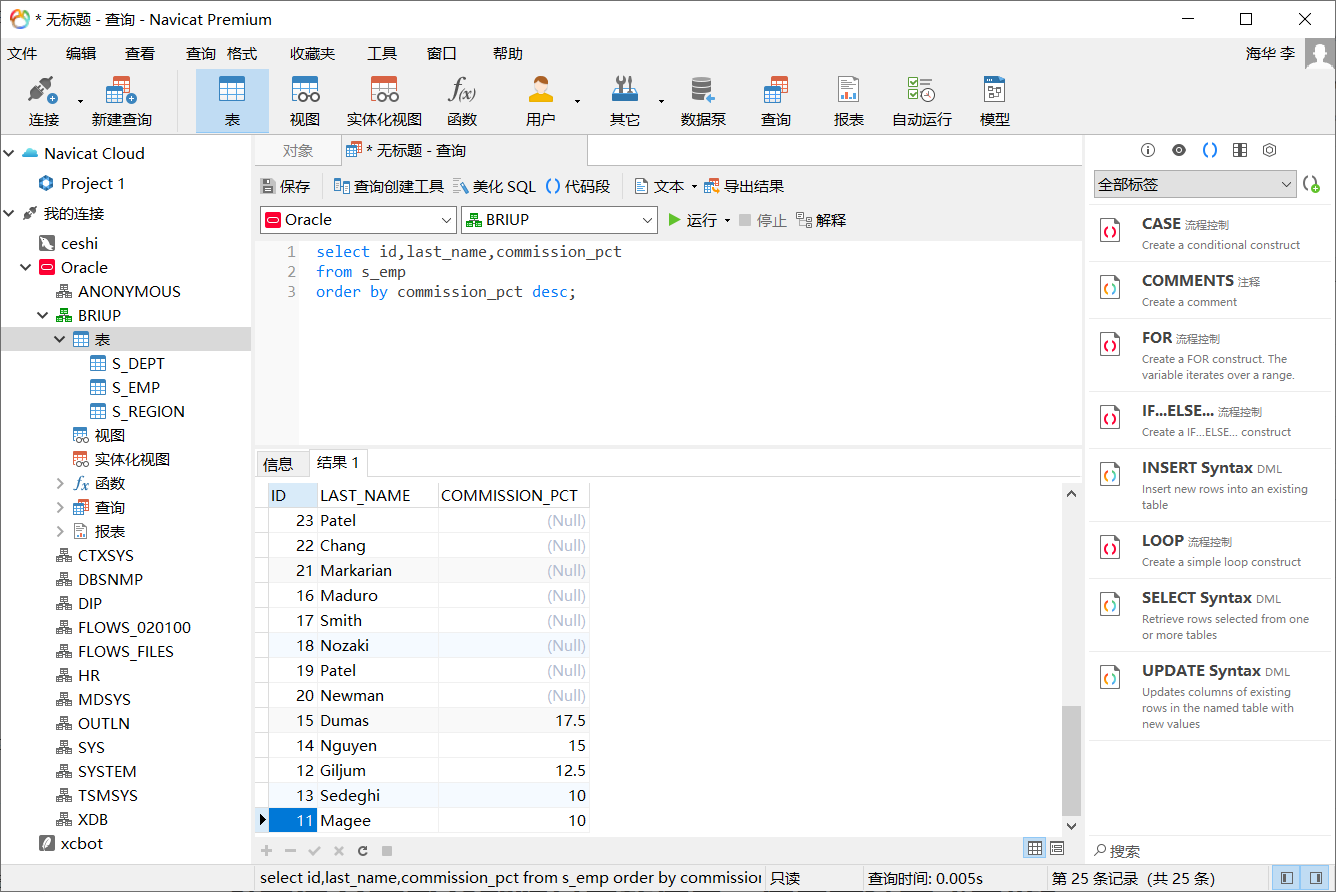 * 无标题 - 查询 - Navicat Premium
文件 编辑 查看 查询 格式 收藏夹 工具 窗口 帮助 海华 李
连接 新建查询 表 视图 实体化视图 函数 用户 其它 数据泵 查询 报表 自动运行 模型
Navicat Cloud
Project 1
我的连接
ceshi
Oracle
ANONYMOUS
BRIUP
表
S_DEPT
S_EMP
S_REGION
视图
实体化视图
函数
查询
报表
CTXSYS
DBSNMP
DIP
FLOWS_020100
FLOWS_FILES
HR
MDSYS
OUTLN
SYS
SYSTEM
TSMSYS
XDB
xcbot
对象 * 无标题 - 查询
保存 查询创建工具 美化 SQL () 代码段 文本 导出结果
Oracle BRIUP 运行 停止 解释
1 select id,last_name,commission_pct
2 from s_emp
3 order by commission_pct desc;
信息 结果 1
ID LAST_NAME COMMISSION_PCT
23 Patel (Null)
22 Chang (Null)
21 Markarian (Null)
16 Maduro (Null)
17 Smith (Null)
18 Nozaki (Null)
19 Patel (Null)
20 Newman (Null)
15 Dumas 17.5
14 Nguyen 15
12 Giljum 12.5
13 Sedeghi 10
11 Magee 10
全部标签
CASE 流程控制
Create a conditional construct
COMMENTS 注释
Create a comment
FOR 流程控制
Create a FOR construct. The
variable iterates over a range.
IF...ELSE... 流程控制
Create a IF...ELSE... construct
INSERT Syntax DML
Insert new rows into an existing
table
LOOP 流程控制
Create a simple loop construct
SELECT Syntax DML
Retrieve rows selected from one
or more tables
UPDATE Syntax DML
Updates columns of existing
rows in the named table with
new values
搜索
select id,last_name,commission_pct from s_emp order by commission 只读 查询时间: 0.005s 第 25 条记录 (共 25 条)